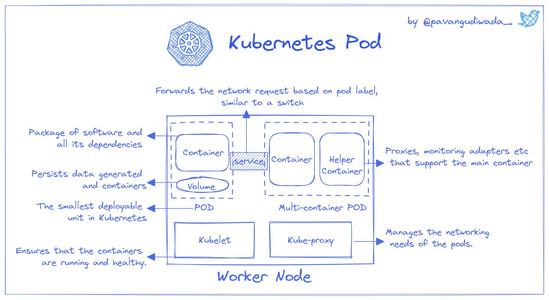 by @pavangudiwada_
Kubernetes Pod
Forwards the network request based on pod label,
similar to a switch
Package of software and
all its dependencies
Persists data generated
and containers
The smallest deployable
unit in Kubernetes
Ensures that the containers
are running and healthy.
Container
Volume
POD
service
Container
Helper
Container
Multi-container POD
Kubelet
Kube-proxy
Proxies, monitoring adapters etc
that support the main container
Manages the networking
needs of the pods.
Worker Node